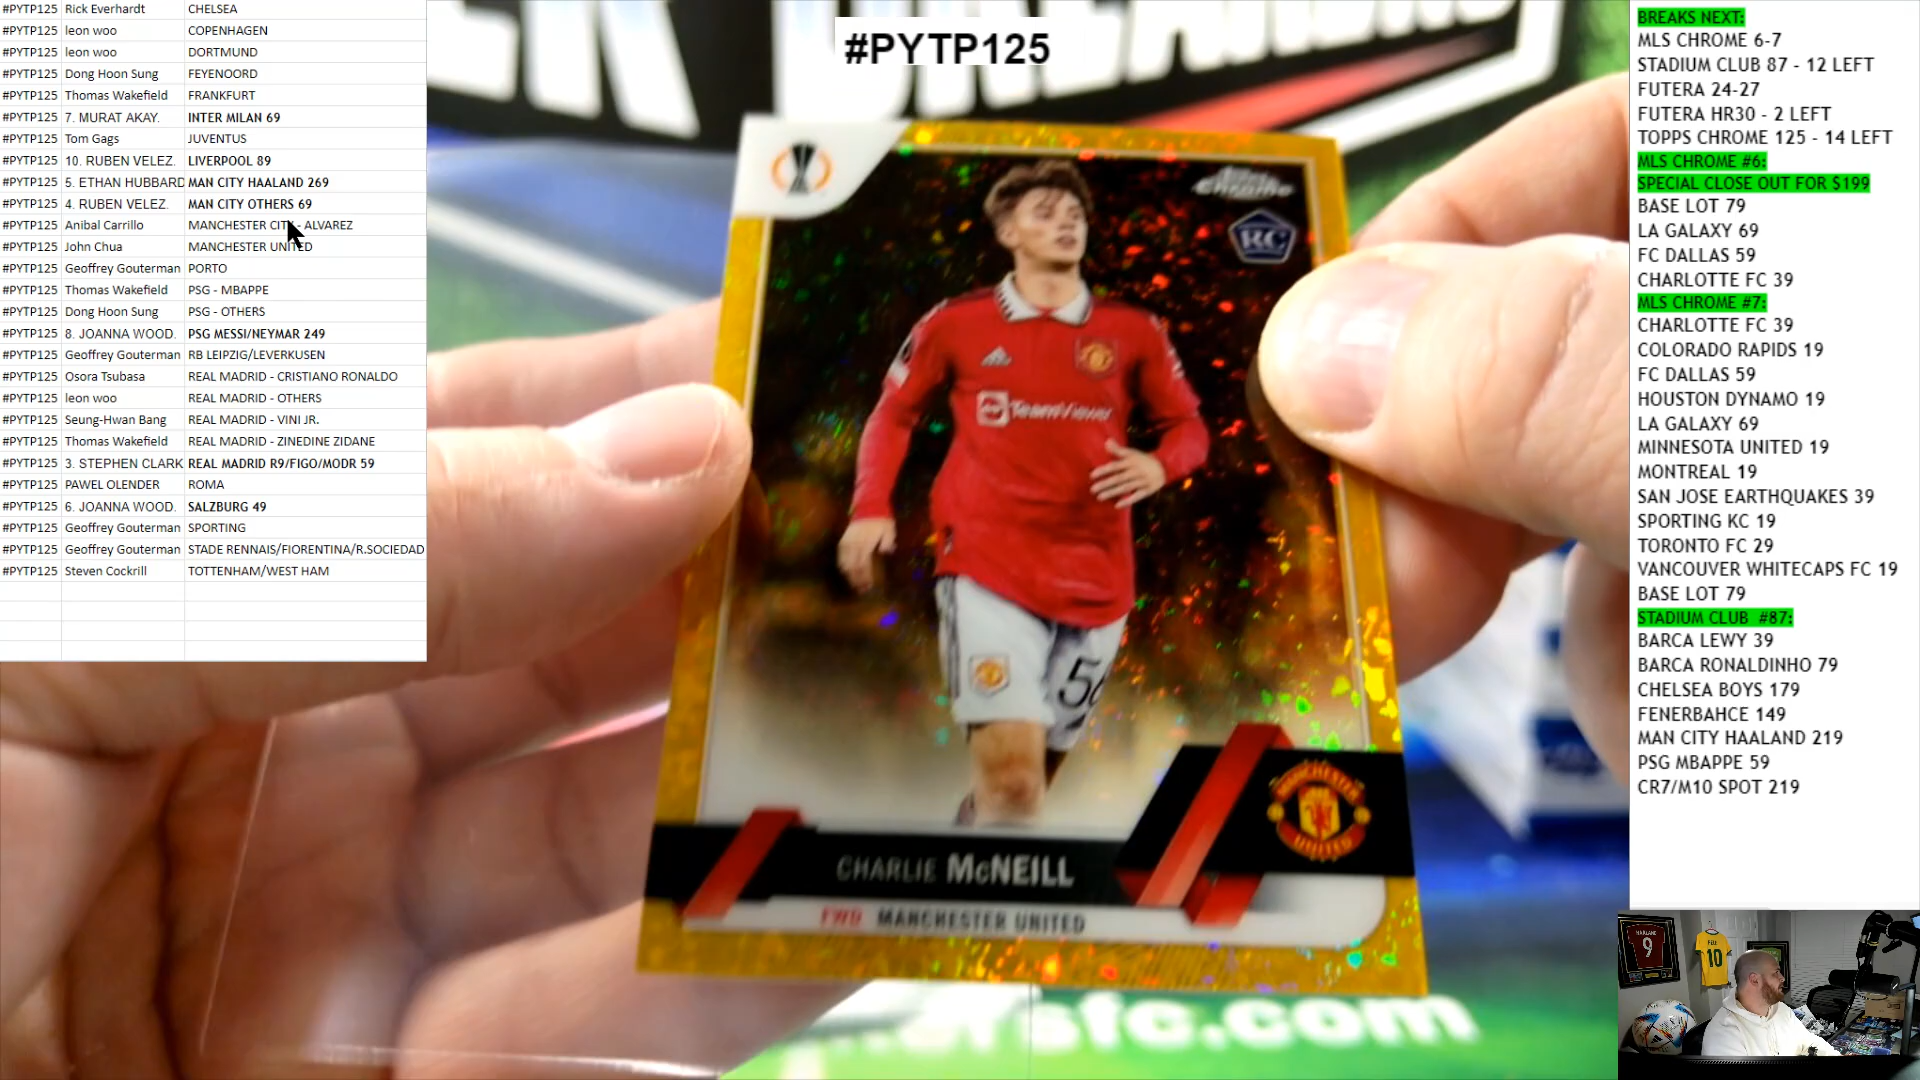 #PYTP125 Rick Everhardt CHELSEA
#PYTP125 leon woo COPENHAGEN
#PYTP125 leon woo DORTMUND
#PYTP125 Dong Hoon Sung FEYENOORD
#PYTP125 Thomas Wakefield FRANKFURT
#PYTP125 7. MURAT AKAY. INTER MILAN 69
#PYTP125 Tom Gags JUVENTUS
#PYTP125 10. RUBEN VELEZ. LIVERPOOL 89
#PYTP125 5. ETHAN HUBBARD MAN CITY HAALAND 269
#PYTP125 4. RUBEN VELEZ. MAN CITY OTHERS 69
#PYTP125 Anibal Carrillo MANCHESTER CITY - ALVAREZ
#PYTP125 John Chua MANCHESTER UNITED
#PYTP125 Geoffrey Gouterman PORTO
#PYTP125 Thomas Wakefield PSG - MBAPPE
#PYTP125 Dong Hoon Sung PSG - OTHERS
#PYTP125 8. JOANNA WOOD. PSG MESSI/NEYMAR 249
#PYTP125 Geoffrey Gouterman RB LEIPZIG/LEVERKUSEN
#PYTP125 Osora Tsubasa REAL MADRID - CRISTIANO RONALDO
#PYTP125 leon woo REAL MADRID - OTHERS
#PYTP125 Seung-Hwan Bang REAL MADRID - VINI JR.
#PYTP125 Thomas Wakefield REAL MADRID - ZINEDINE ZIDANE
#PYTP125 3. STEPHEN CLARK REAL MADRID R9/FIGO/MODR 59
#PYTP125 PAWEL OLENDER ROMA
#PYTP125 6. JOANNA WOOD. SALZBURG 49
#PYTP125 Geoffrey Gouterman SPORTING
#PYTP125 Geoffrey Gouterman STADE RENNAIS/FIORENTINA/R.SOCIEDAD
#PYTP125 Steven Cockrill TOTTENHAM/WEST HAM
#PYTP125
Topps
Chrome
RC
TeamViewer
56
MANCHESTER
UNITED
CHARLIE McNEILL
FWD MANCHESTER UNITED
rsfc.com
BREAKS NEXT:
MLS CHROME 6-7
STADIUM CLUB 87 - 12 LEFT
FUTERA 24-27
FUTERA HR30 - 2 LEFT
TOPPS CHROME 125 - 14 LEFT
MLS CHROME #6:
SPECIAL CLOSE OUT FOR $199
BASE LOT 79
LA GALAXY 69
FC DALLAS 59
CHARLOTTE FC 39
MLS CHROME #7:
CHARLOTTE FC 39
COLORADO RAPIDS 19
FC DALLAS 59
HOUSTON DYNAMO 19
LA GALAXY 69
MINNESOTA UNITED 19
MONTREAL 19
SAN JOSE EARTHQUAKES 39
SPORTING KC 19
TORONTO FC 29
VANCOUVER WHITECAPS FC 19
BASE LOT 79
STADIUM CLUB #87:
BARCA LEWY 39
BARCA RONALDINHO 79
CHELSEA BOYS 179
FENERBAHCE 149
MAN CITY HAALAND 219
PSG MBAPPE 59
CR7/M10 SPOT 219
HAALAND
9
10